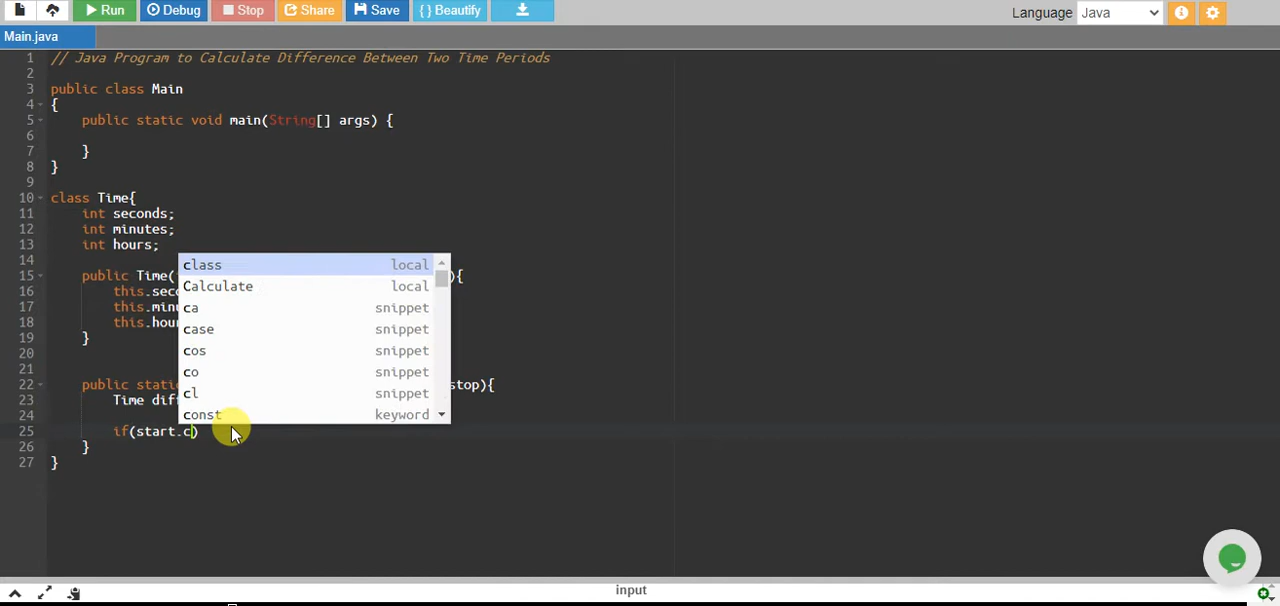 Run Debug Stop Share Save { } Beautify Language Java
Main.java
1 // Java Program to Calculate Difference Between Two Time Periods
2
3 public class Main
4 {
5 public static void main(String[] args) {
6
7 }
8 }
9
10 class Time{
11 int seconds;
12 int minutes;
13 int hours;
14
class local
15 public Time( ){
Calculate local
16 this.sec
ca snippet
17 this.minu
case snippet
18 this.hou
19 }
cos snippet
20
co snippet
21
22 public stati stop){
cl snippet
23 Time diff
const keyword
24
25 if(start.c)
26 }
27 }
input